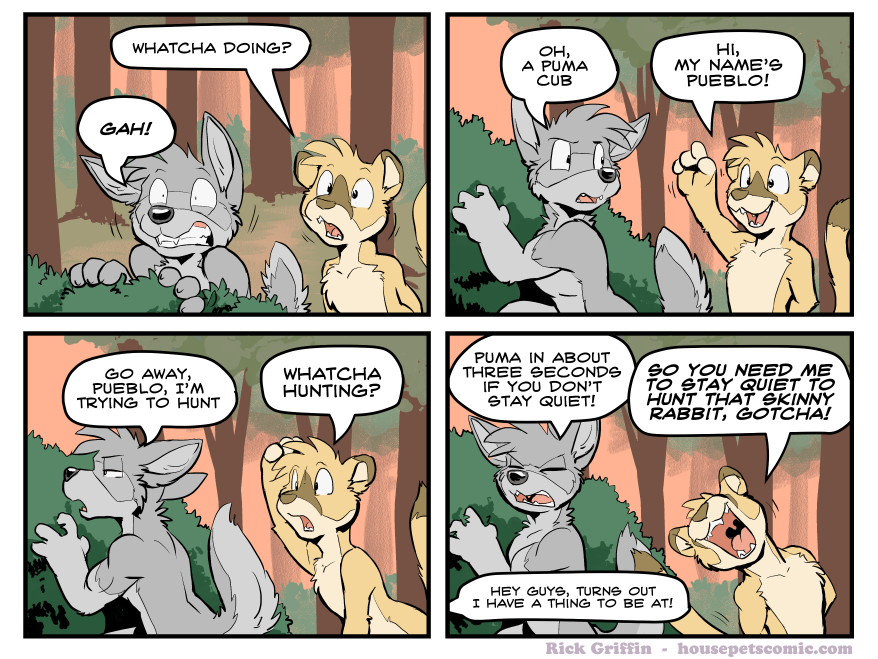 WHATCHA DOING?
GAH!
OH,
A PUMA
CUB
HI,
MY NAME'S
PUEBLO!
GO AWAY,
PUEBLO, I'M
TRYING TO HUNT
WHATCHA
HUNTING?
PUMA IN ABOUT
THREE SECONDS
IF YOU DON'T
STAY QUIET!
SO YOU NEED ME
TO STAY QUIET TO
HUNT THAT SKINNY
RABBIT, GOTCHA!
HEY GUYS, TURNS OUT
I HAVE A THING TO BE AT!
Rick Griffin - housepetscomic.com